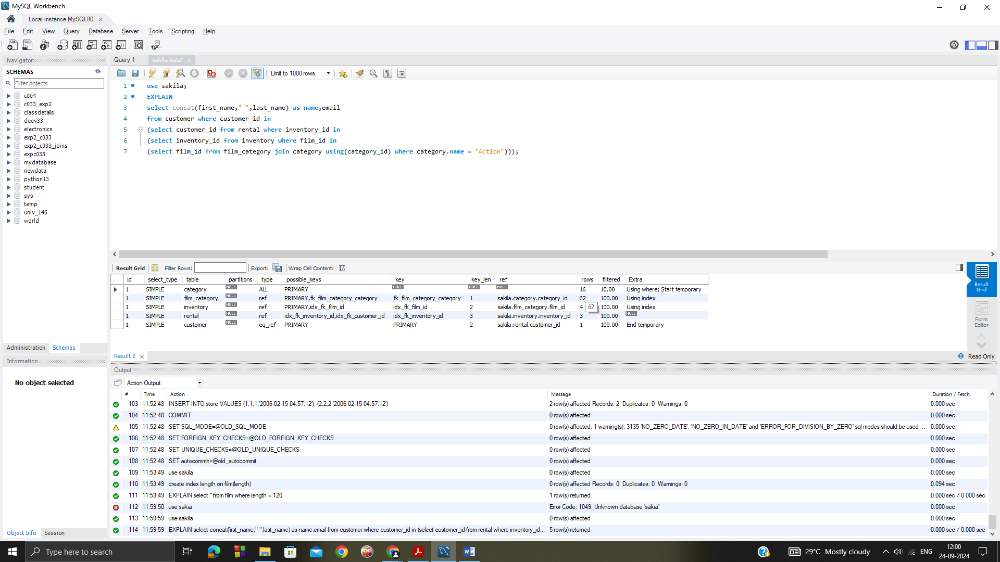 MySQL Workbench
Local instance MySQL80
File Edit View Query Database Server Tools Scripting Help
Navigator
SCHEMAS
Filter objects
c004
c033_exp2
classdetails
deev33
electronics
exp2_c033
exp2_c033_joins
expc033
mydatabase
newdata
python13
student
sys
temp
univ_146
world
Administration Schemas
Information
No object selected
Object Info Session
Query 1 sakila-data*
Limit to 1000 rows
1 use sakila;
2 EXPLAIN
3 select concat(first_name," ",last_name) as name,email
4 from customer where customer_id in
5 (select customer_id from rental where inventory_id in
6 (select inventory_id from inventory where film_id in
7 (select film_id from film_category join category using(category_id) where category.name = "Action")));
Result Grid Filter Rows: Export: Wrap Cell Content:
id select_type table partitions type possible_keys key key_len ref rows filtered Extra
1 SIMPLE category NULL ALL PRIMARY NULL NULL NULL 16 10.00 Using where; Start temporary
1 SIMPLE film_category NULL ref PRIMARY,fk_film_category_category fk_film_category_category 1 sakila.category.category_id 62 100.00 Using index
1 SIMPLE inventory NULL ref PRIMARY,idx_fk_film_id idx_fk_film_id 2 sakila.film_category.film_id 4 100.00 Using index
62
1 SIMPLE rental NULL ref idx_fk_inventory_id,idx_fk_customer_id idx_fk_inventory_id 3 sakila.inventory.inventory_id 3 100.00 NULL
1 SIMPLE customer NULL eq_ref PRIMARY PRIMARY 2 sakila.rental.customer_id 1 100.00 End temporary
Result Grid
Form Editor
Result 2
Read Only
Output
Action Output
# Time Action Message Duration / Fetch
103 11:52:48 INSERT INTO store VALUES (1,1,1,'2006-02-15 04:57:12'), (2,2,2,'2006-02-15 04:57:12') 2 row(s) affected Records: 2 Duplicates: 0 Warnings: 0 0.000 sec
104 11:52:48 COMMIT 0 row(s) affected 0.000 sec
105 11:52:48 SET SQL_MODE=@OLD_SQL_MODE 0 row(s) affected, 1 warning(s): 3135 'NO_ZERO_DATE', 'NO_ZERO_IN_DATE' and 'ERROR_FOR_DIVISION_BY_ZERO' sql modes should be used ... 0.000 sec
106 11:52:48 SET FOREIGN_KEY_CHECKS=@OLD_FOREIGN_KEY_CHECKS 0 row(s) affected 0.000 sec
107 11:52:48 SET UNIQUE_CHECKS=@OLD_UNIQUE_CHECKS 0 row(s) affected 0.000 sec
108 11:52:48 SET autocommit=@old_autocommit 0 row(s) affected 0.000 sec
109 11:53:49 use sakila 0 row(s) affected 0.000 sec
110 11:53:49 create index length on film(length) 0 row(s) affected Records: 0 Duplicates: 0 Warnings: 0 0.094 sec
111 11:53:49 EXPLAIN select * from film where length = 120 1 row(s) returned 0.000 sec / 0.000 sec
112 11:59:50 use sakia Error Code: 1049. Unknown database 'sakia' 0.000 sec
113 11:59:59 use sakila 0 row(s) affected 0.000 sec
114 11:59:59 EXPLAIN select concat(first_name," ",last_name) as name,email from customer where customer_id in (select customer_id from rental where inventory_id... 5 row(s) returned 0.000 sec / 0.000 sec
Type here to search
29°C Mostly cloudy
ENG
12:00
24-09-2024